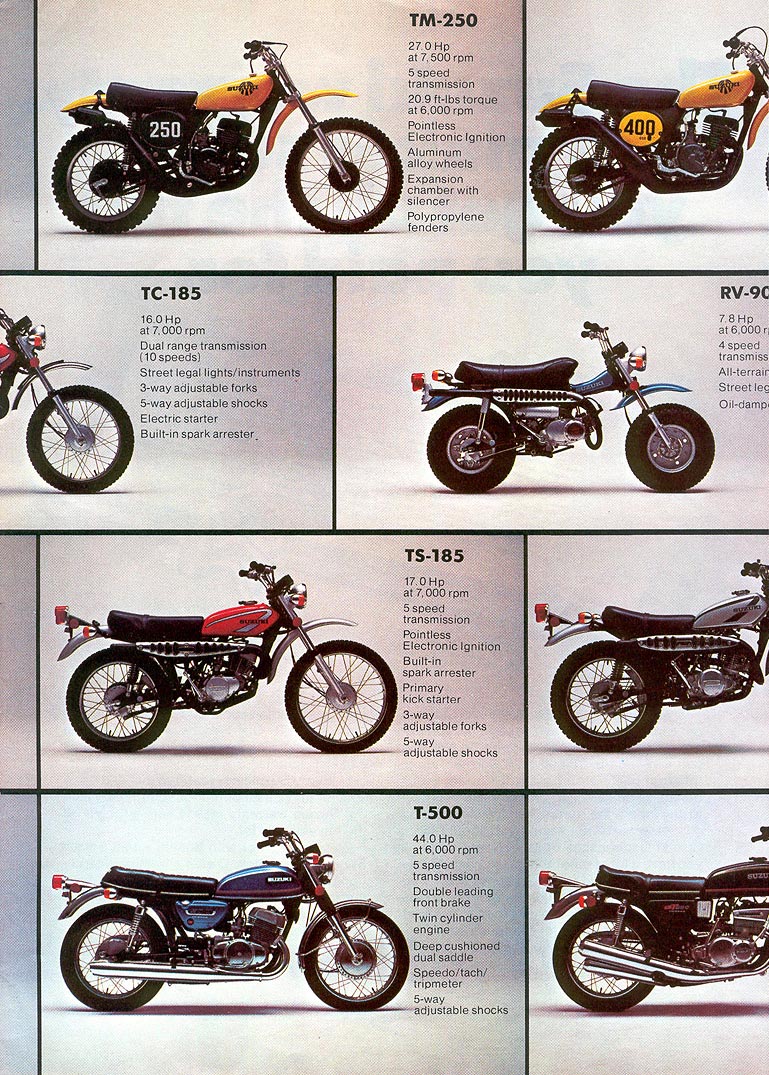 TM-250
27.0 Hp
at 7,500 rpm
5 speed
transmission
20.9 ft-lbs torque
at 6,000 rpm
Pointless
Electronic Ignition
Aluminum
alloy wheels
Expansion
chamber with
silencer
Polypropylene
fenders
SUZUKI
250
400
TC-185
16.0 Hp
at 7,000 rpm
Dual range transmission
(10 speeds)
Street legal lights/instruments
3-way adjustable forks
5-way adjustable shocks
Electric starter
Built-in spark arrester
RV-90
7.8 Hp
at 6,000 r
4 speed
transmiss
All-terrain
Street leg
Oil-dampe
SUZUKI
TS-185
17.0 Hp
at 7,000 rpm
5 speed
transmission
Pointless
Electronic Ignition
Built-in
spark arrester
Primary
kick starter
3-way
adjustable forks
5-way
adjustable shocks
SUZUKI
SUZUKI
T-500
44.0 Hp
at 6,000 rpm
5 speed
transmission
Double leading
front brake
Twin cylinder
engine
Deep cushioned
dual saddle
Speedo/tach/
tripmeter
5-way
adjustable shocks
SUZUKI
SUZU